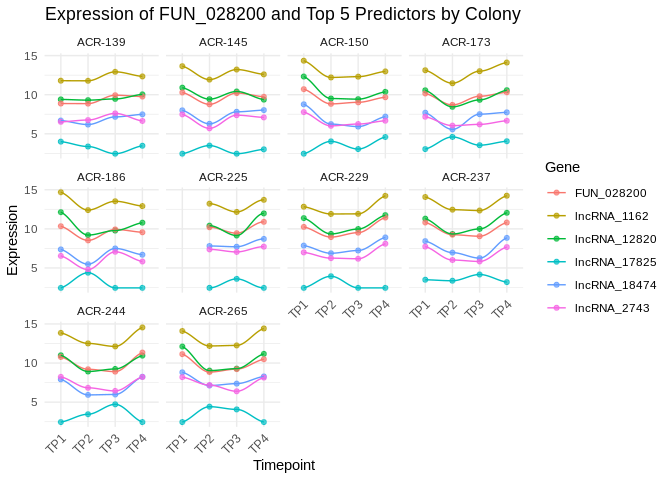 Expression of FUN_028200 and Top 5 Predictors by Colony
ACR-139 ACR-145 ACR-150 ACR-173
15
10
5
ACR-186 ACR-225 ACR-229 ACR-237
15
10
5
TP1 TP2 TP3 TP4 TP1 TP2 TP3 TP4
ACR-244 ACR-265
15
10
5
TP1 TP2 TP3 TP4 TP1 TP2 TP3 TP4
Expression
Timepoint
Gene
FUN_028200
lncRNA_1162
lncRNA_12820
lncRNA_17825
lncRNA_18474
lncRNA_2743